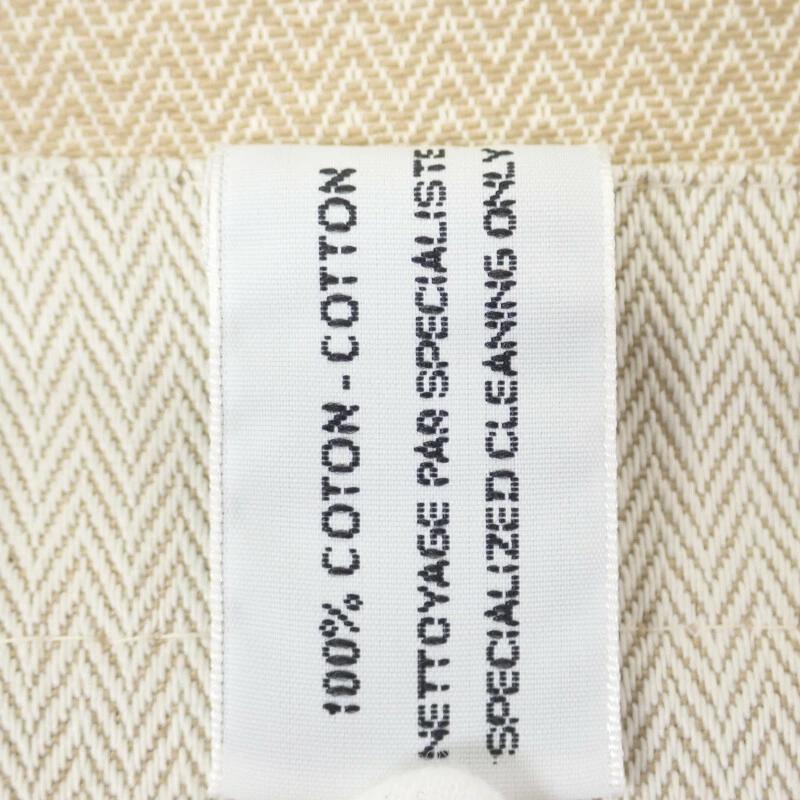 100% COTON - COTTON
NETTOYAGE PAR SPECIALISTE
SPECIALIZED CLEANING ONLY